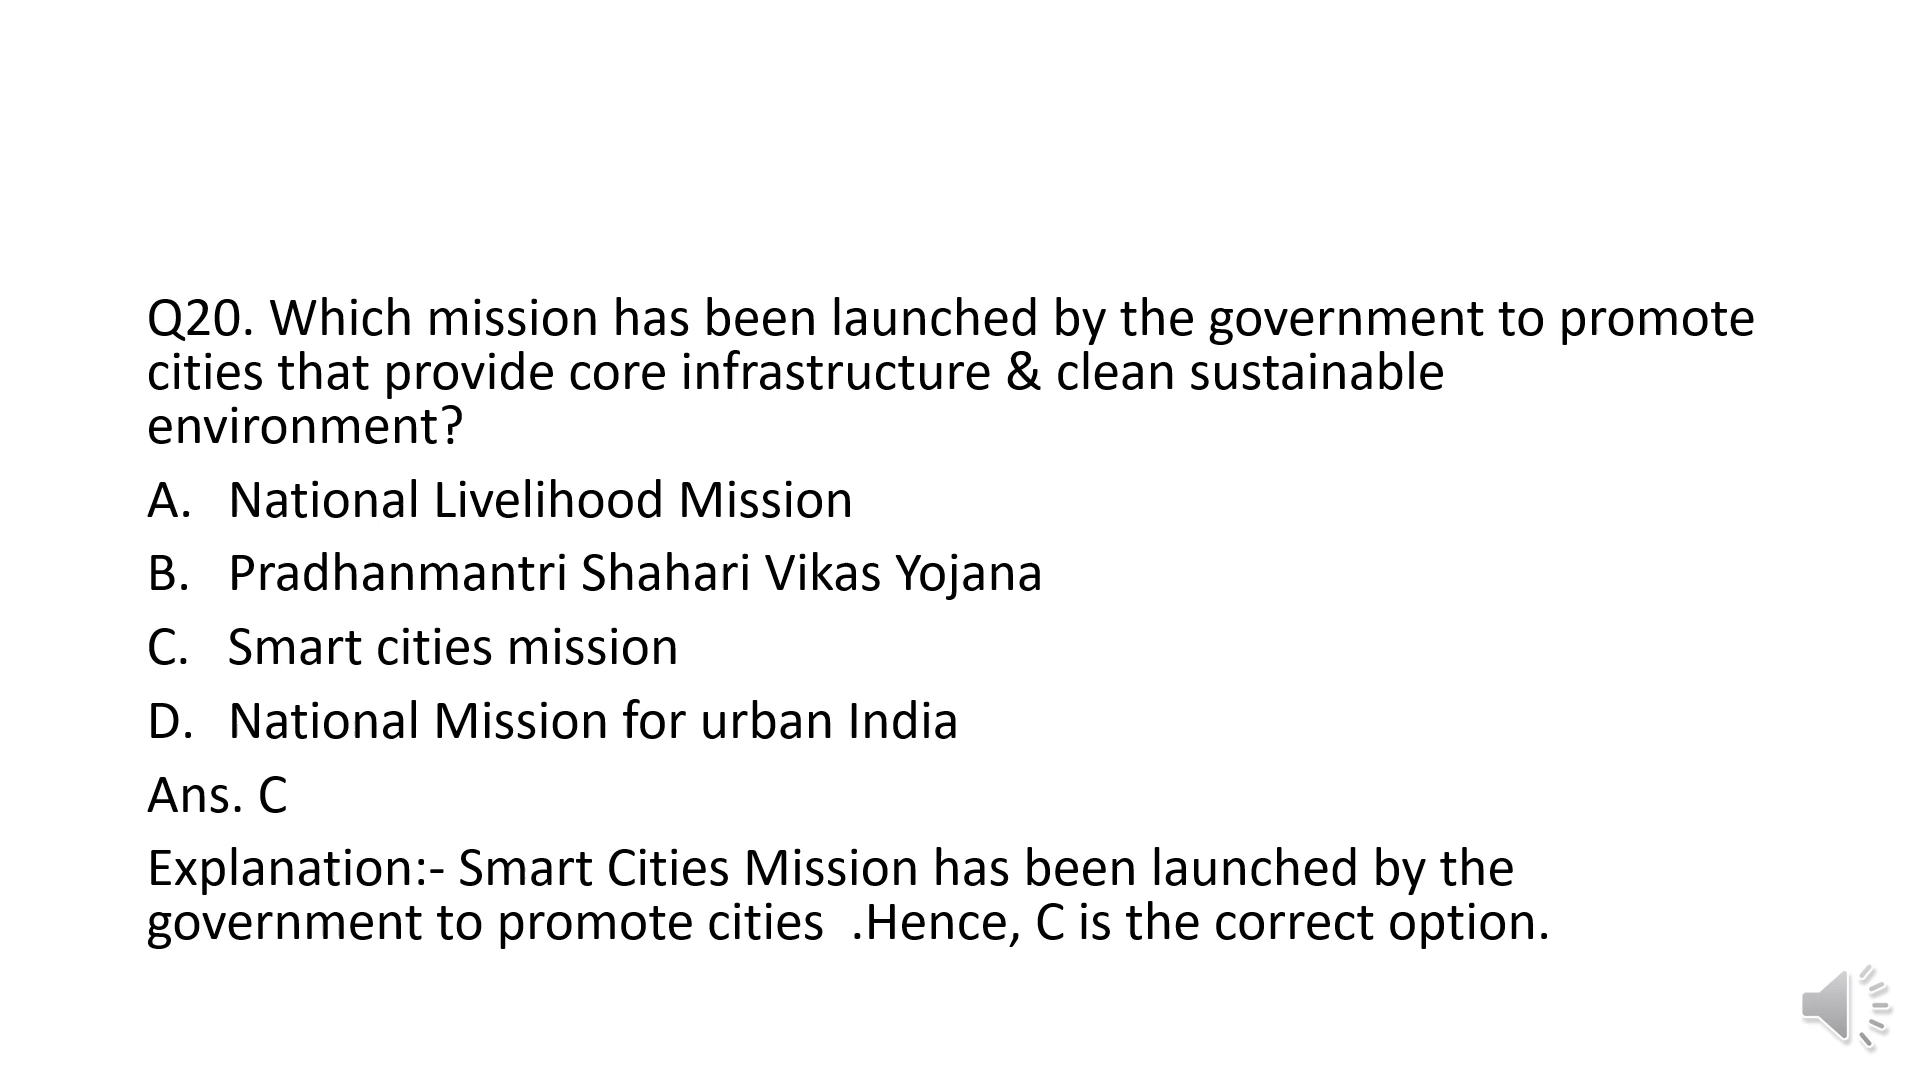 Q20. Which mission has been launched by the government to promote
cities that provide core infrastructure & clean sustainable
environment?
A. National Livelihood Mission
B. Pradhanmantri Shahari Vikas Yojana
C. Smart cities mission
D. National Mission for urban India
Ans. C
Explanation:- Smart Cities Mission has been launched by the
government to promote cities  .Hence, C is the correct option.